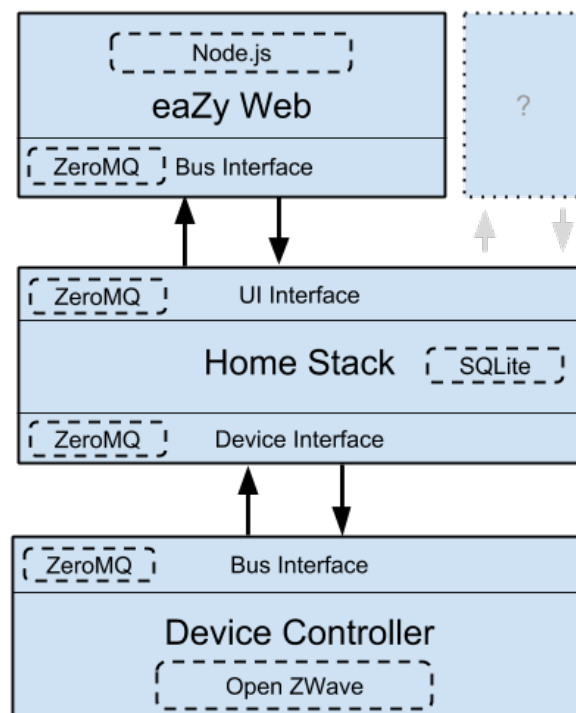 Node.js
eaZy Web
?
ZeroMQ Bus Interface
ZeroMQ UI Interface
Home Stack SQLite
ZeroMQ Device Interface
ZeroMQ Bus Interface
Device Controller
Open ZWave